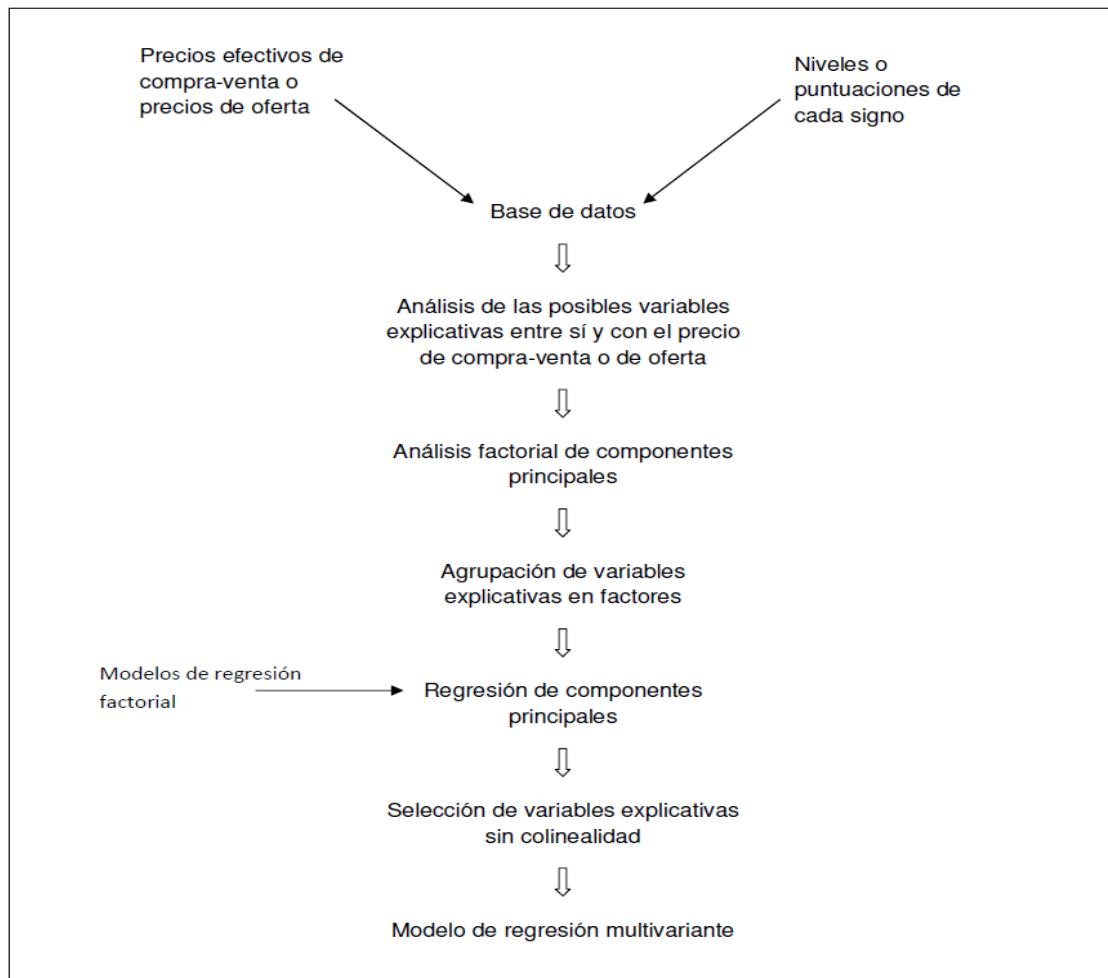 Precios efectivos de
compra-venta o
precios de oferta
Niveles o
puntuaciones de
cada signo
Base de datos
Análisis de las posibles variables
explicativas entre sí y con el precio
de compra-venta o de oferta
Análisis factorial de componentes
principales
Agrupación de variables
explicativas en factores
Modelos de regresión
factorial
Regresión de componentes
principales
Selección de variables explicativas
sin colinealidad
Modelo de regresión multivariante